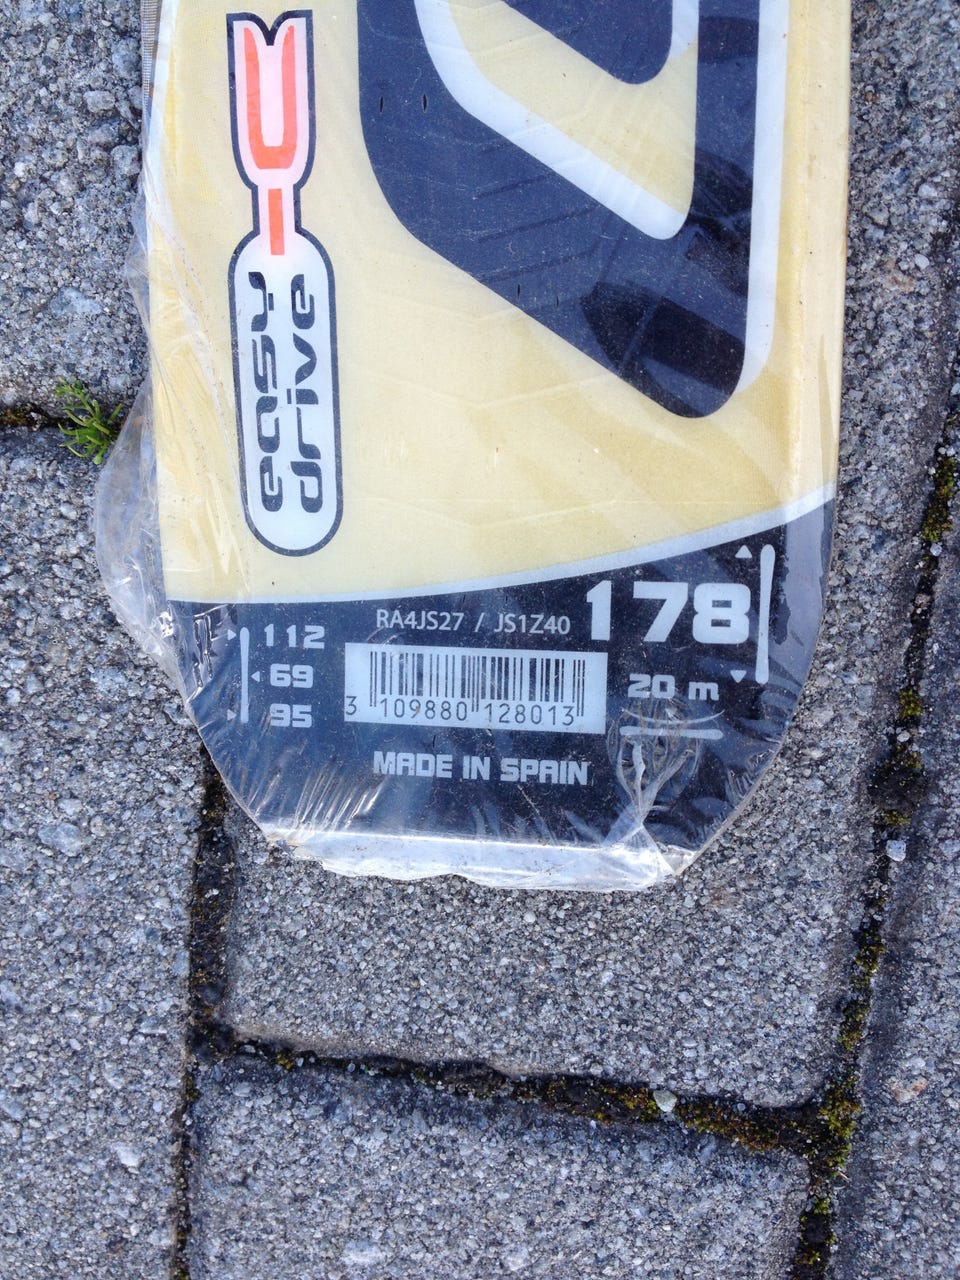 easy
drive
112
69
95
RA4JS27 / JS1Z40
178
20 m
3 109880 128013
MADE IN SPAIN